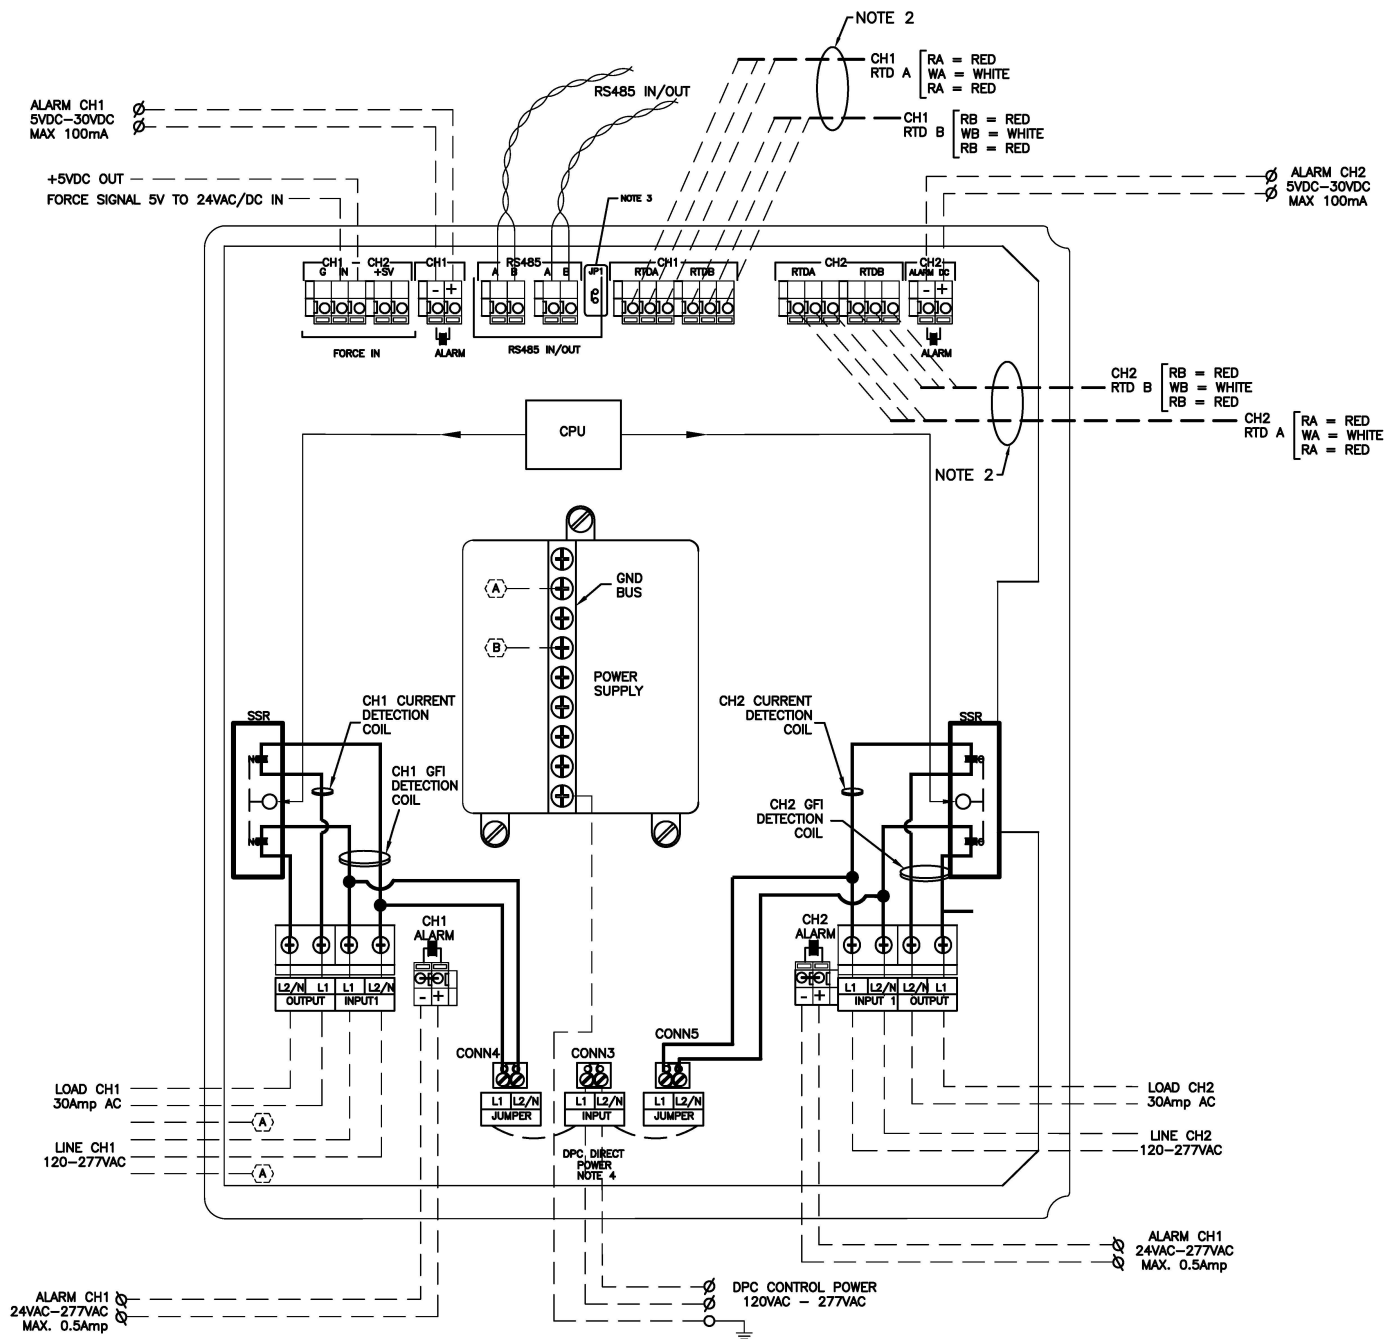 NOTE 2
CH1
RTD A
RA = RED
WA = WHITE
RA = RED
RS485 IN/OUT
ALARM CH1
5VDC-30VDC
MAX 100mA
CH1
RTD B
RB = RED
WB = WHITE
RB = RED
+5VDC OUT
FORCE SIGNAL 5V TO 24VAC/DC IN
NOTE 3
ALARM CH2
5VDC-30VDC
MAX 100mA
CH1 - CH2
G IN +5V
CH1
- +
RS485
A B A B
JP1
CH1
RTDA RTDB
CH2
RTDA RTDB
CH2
ALARM DC
- +
FORCE IN
ALARM
RS485 IN/OUT
ALARM
CH2
RTD B
RB = RED
WB = WHITE
RB = RED
CH2
RTD A
RA = RED
WA = WHITE
RA = RED
NOTE 2
CPU
GND
BUS
A
B
POWER
SUPPLY
CH1 CURRENT
DETECTION
COIL
CH2 CURRENT
DETECTION
COIL
SSR
SSR
CH1 GFI
DETECTION
COIL
CH2 GFI
DETECTION
COIL
CH1
ALARM
CH2
ALARM
L2/N L1 L1 L2/N
OUTPUT INPUT1
- +
- +
L1 L2/N L2/N L1
INPUT 1 OUTPUT
CONN4
CONN3
CONN5
L1 L2/N
JUMPER
L1 L2/N
INPUT
L1 L2/N
JUMPER
LOAD CH1
30Amp AC
A
LINE CH1
120-277VAC
A
LOAD CH2
30Amp AC
LINE CH2
120-277VAC
DPC DIRECT
POWER
NOTE 4
ALARM CH1
24VAC-277VAC
MAX. 0.5Amp
ALARM CH1
24VAC-277VAC
MAX. 0.5Amp
DPC CONTROL POWER
120VAC - 277VAC